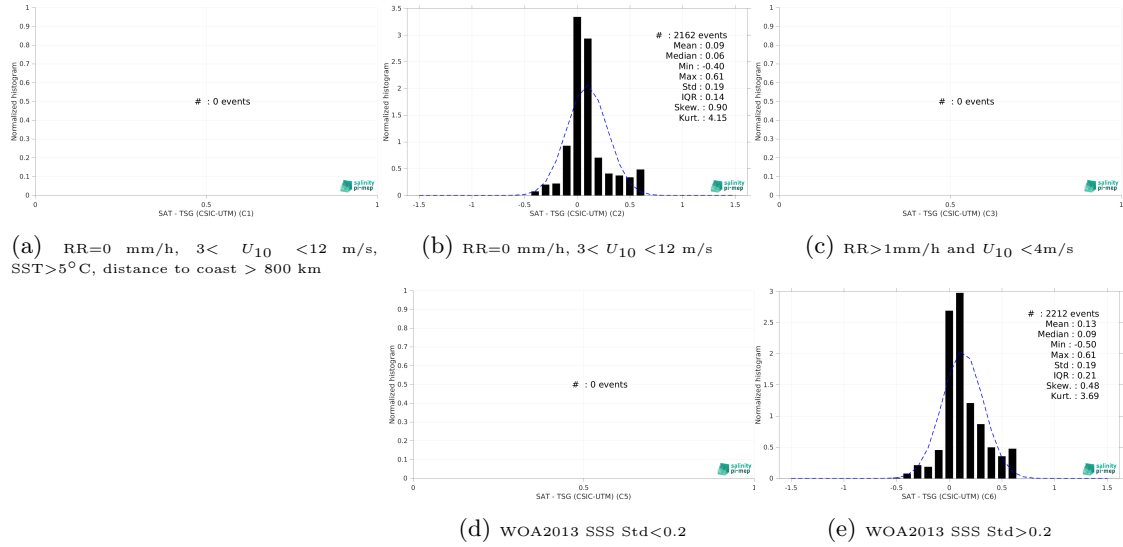 1
0.9
0.8
0.7
0.6
0.5
0.4
0.3
0.2
0.1
0
Normalized histogram
# : 0 events
0 0.5 1
SAT - TSG (CSIC-UTM) (C1)
salinity
pi-mep
3.5
3
2.5
2
1.5
1
0.5
0
Normalized histogram
# : 2162 events
Mean : 0.09
Median : 0.06
Min : -0.40
Max : 0.61
Std : 0.19
IQR : 0.14
Skew. : 0.90
Kurt. : 4.15
-1.5 -1 -0.5 0 0.5 1 1.5
SAT - TSG (CSIC-UTM) (C2)
salinity
pi-mep
1
0.9
0.8
0.7
0.6
0.5
0.4
0.3
0.2
0.1
0
Normalized histogram
# : 0 events
0 0.5 1
SAT - TSG (CSIC-UTM) (C3)
salinity
pi-mep
(a) RR=0 mm/h, 3< U10 <12 m/s,
SST>5°C, distance to coast > 800 km
(b) RR=0 mm/h, 3< U10 <12 m/s
(c) RR>1mm/h and U10 <4m/s
1
0.9
0.8
0.7
0.6
0.5
0.4
0.3
0.2
0.1
0
Normalized histogram
# : 0 events
0 0.5 1
SAT - TSG (CSIC-UTM) (C5)
salinity
pi-mep
3
2.5
2
1.5
1
0.5
0
Normalized histogram
# : 2212 events
Mean : 0.13
Median : 0.09
Min : -0.50
Max : 0.61
Std : 0.19
IQR : 0.21
Skew. : 0.48
Kurt. : 3.69
-1.5 -1 -0.5 0 0.5 1 1.5
SAT - TSG (CSIC-UTM) (C6)
salinity
pi-mep
(d) WOA2013 SSS Std<0.2
(e) WOA2013 SSS Std>0.2